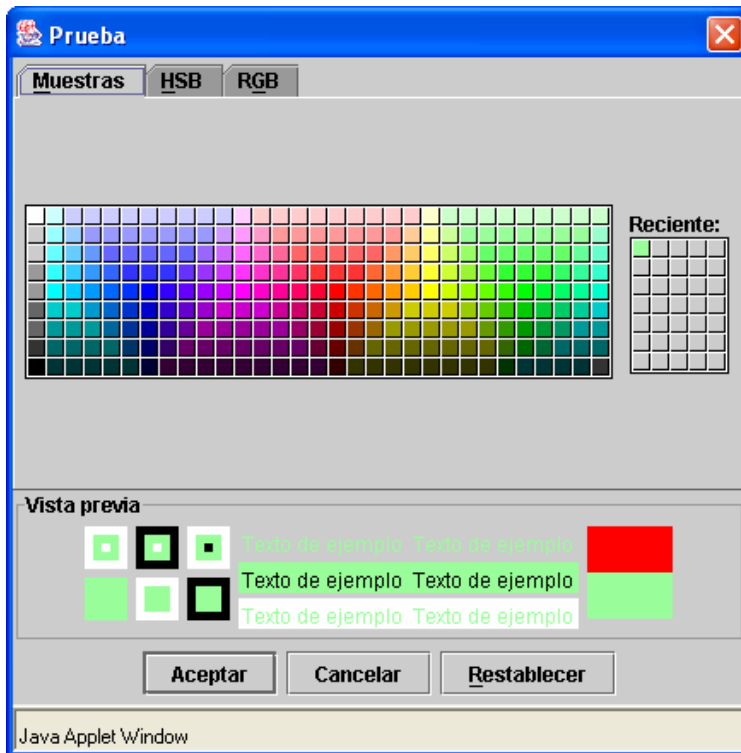 Prueba
Muestras HSB RGB
Reciente:
Vista previa
Texto de ejemplo Texto de ejemplo
Texto de ejemplo Texto de ejemplo
Texto de ejemplo Texto de ejemplo
Aceptar Cancelar Restablecer
Java Applet Window